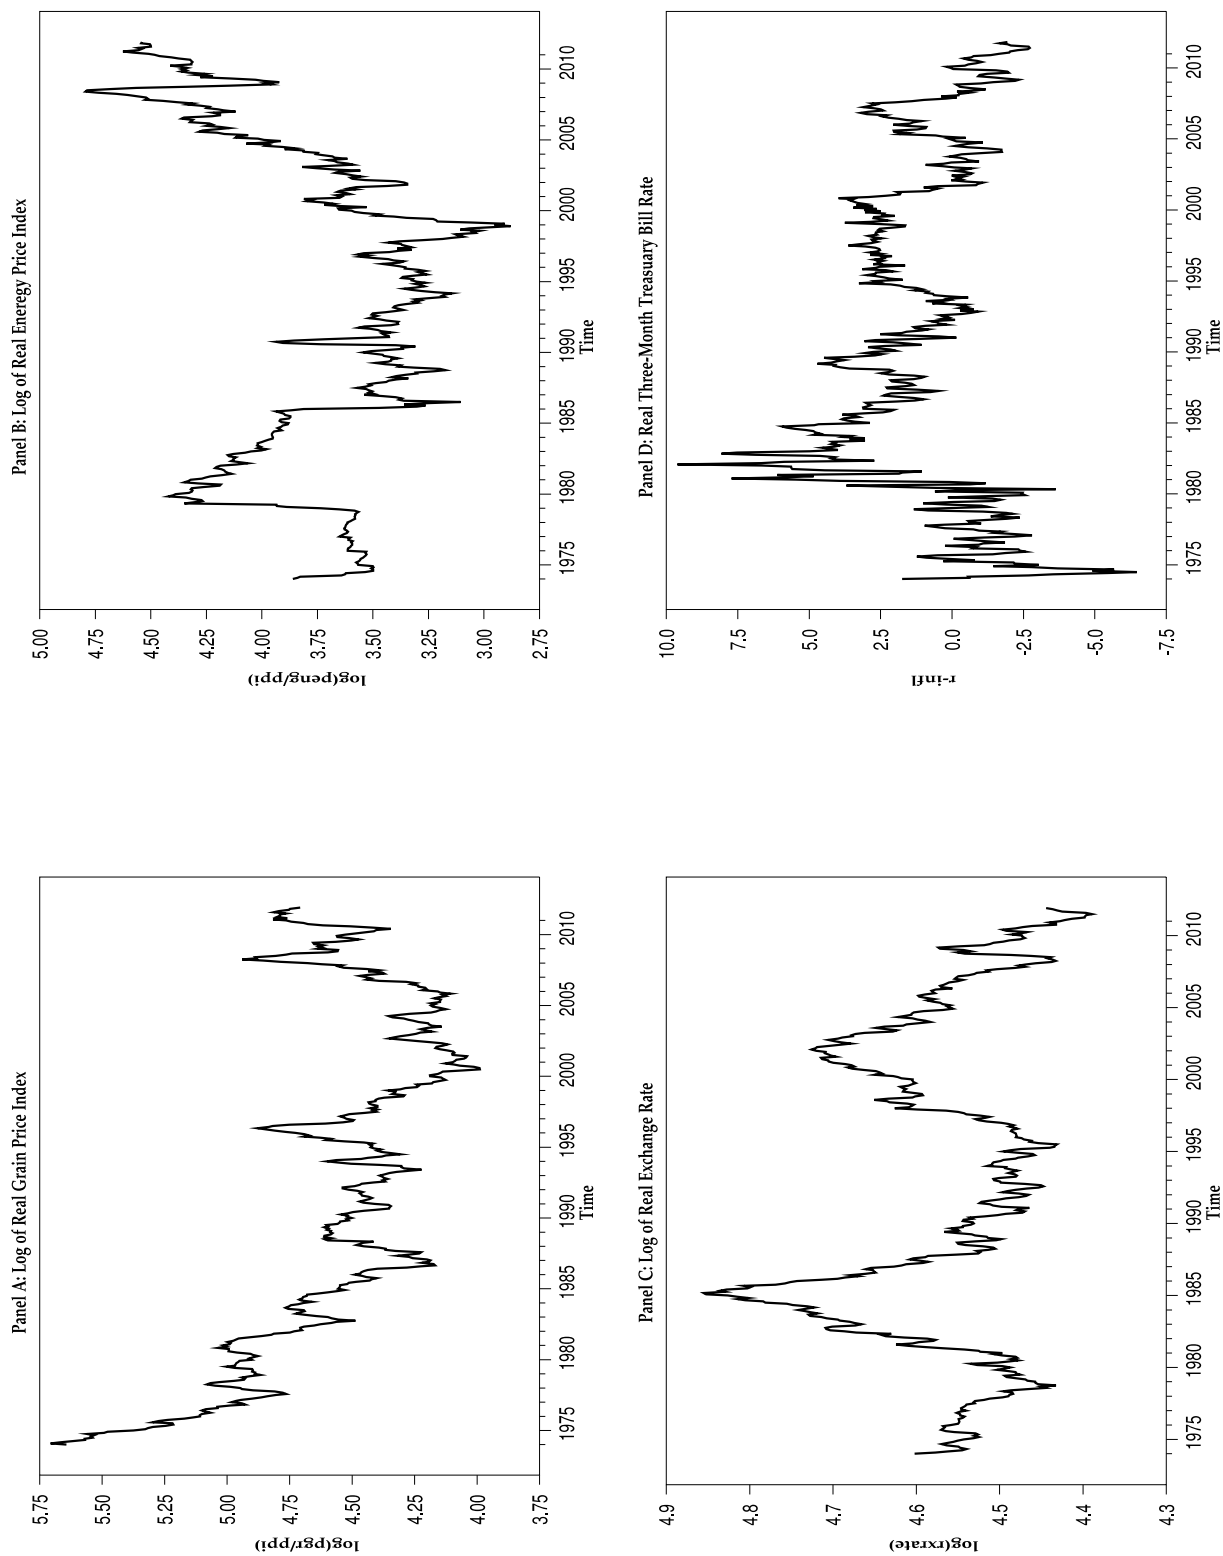 Panel A: Log of Real Grain Price Index
log(pgr/ppi)
5.75
5.50
5.25
5.00
4.75
4.50
4.25
4.00
3.75
1975 1980 1985 1990 1995 2000 2005 2010
Time
Panel B: Log of Real Eneregy Price Index
log(peng/ppi)
5.00
4.75
4.50
4.25
4.00
3.75
3.50
3.25
3.00
2.75
1975 1980 1985 1990 1995 2000 2005 2010
Time
Panel C: Log of Real Exchange Rate
log(rxrate)
4.9
4.8
4.7
4.6
4.5
4.4
4.3
1975 1980 1985 1990 1995 2000 2005 2010
Time
Panel D: Real Three-Month Treasury Bill Rate
r-infl
10.0
7.5
5.0
2.5
0.0
-2.5
-5.0
-7.5
1975 1980 1985 1990 1995 2000 2005 2010
Time